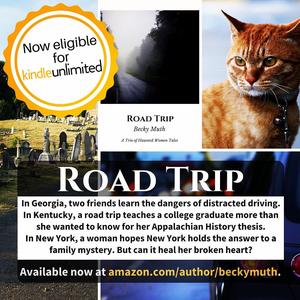 Now eligible
for
kindleunlimited
ROAD TRIP
Becky Muth
A Trio of Haunted Women Tales
ROAD TRIP
In Georgia, two friends learn the dangers of distracted driving.
In Kentucky, a road trip teaches a college graduate more than
she wanted to know for her Appalachian History thesis.
In New York, a woman hopes New York holds the answer to a
family mystery. But can it heal her broken heart?
Available now at amazon.com/author/beckymuth.